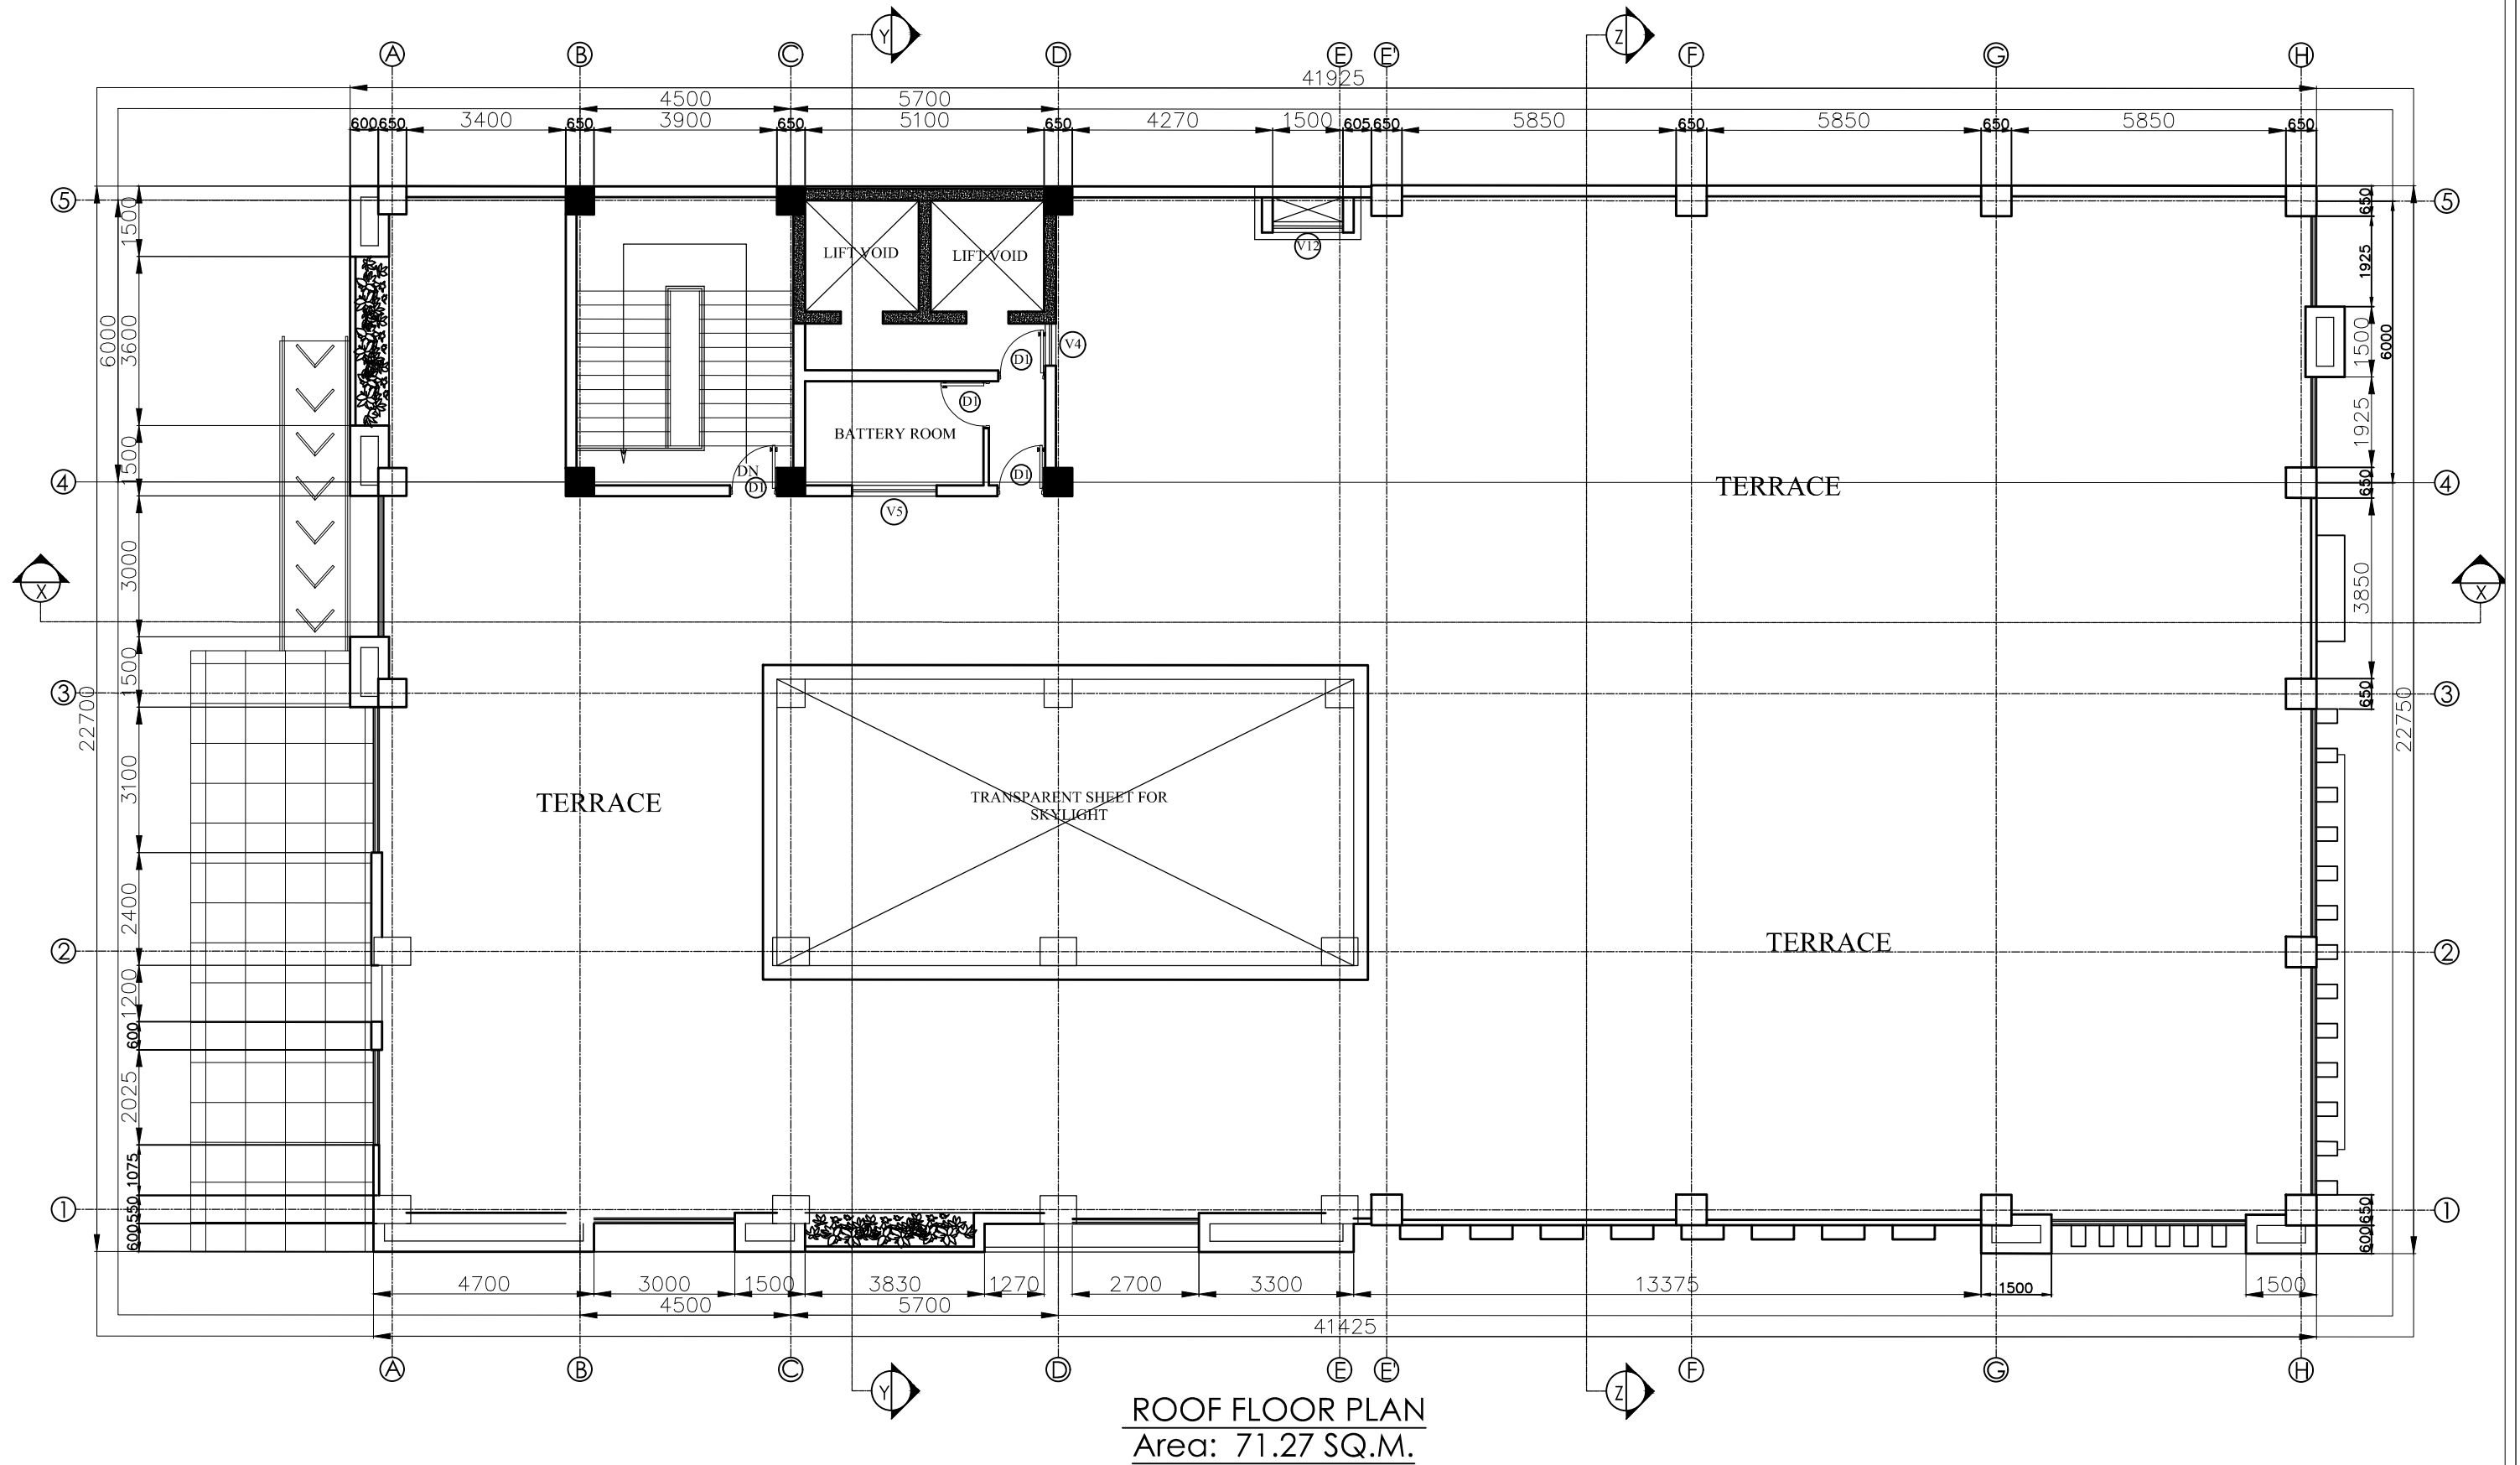 Y Z
A B C D E E' F G H
41925
4500 5700
600 650 3400 650 3900 650 5100 650 4270 1500 605 650 5850 650 5850 650 5850 650
5 5
1500 650
LIFT VOID LIFT VOID
V12
1925
6000 3600 1500 6000
V4
D1
D1
1925
BATTERY ROOM
1500
DN D1 D1
4 TERRACE 650 4
V5
3000 3850
X X
1500
3 650 3
22700 22750
3100
TERRACE
TRANSPARENT SHEET FOR
SKYLIGHT
2400
TERRACE
2 2
1200
600
2025
1075
550 650
1 1
600 600
4700 3000 1500 3830 1270 2700 3300 13375 1500 1500
4500 5700
41425
A B C D E E' F G H
Y Z
ROOF FLOOR PLAN
Area: 71.27 SQ.M.